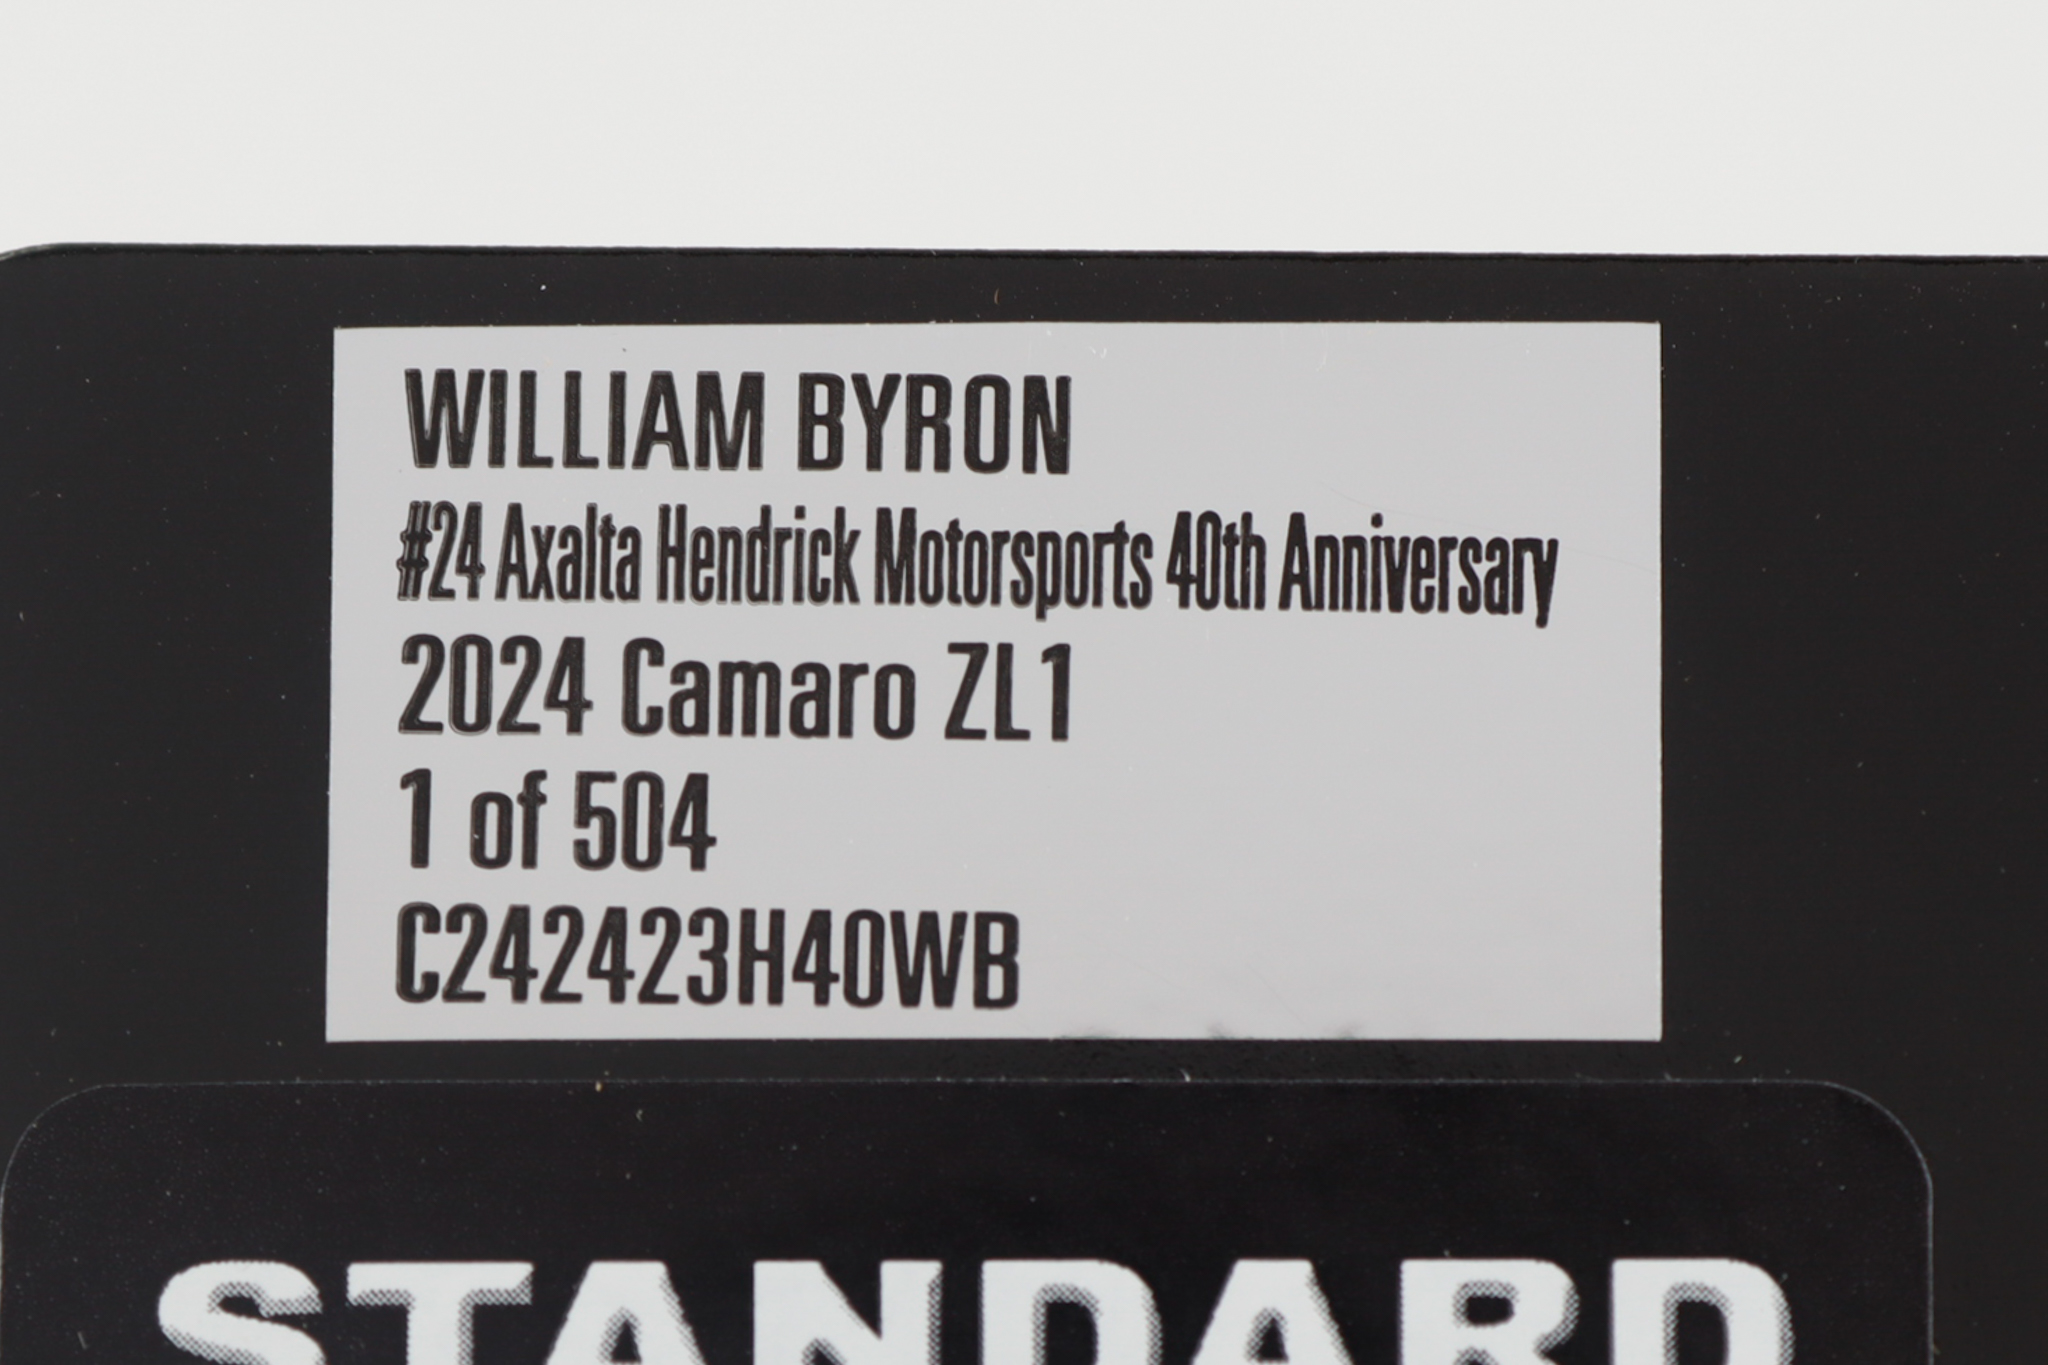 WILLIAM BYRON
#24 Axalta Hendrick Motorsports 40th Anniversary
2024 Camaro ZL1
1 of 504
C242423H40WB
STANDARD